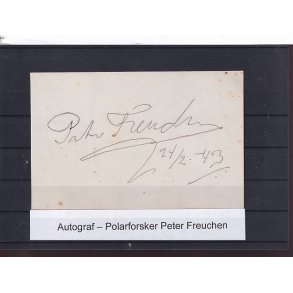 Peter Freuchen
24/2-43
Autograf – Polarforsker Peter Freuchen